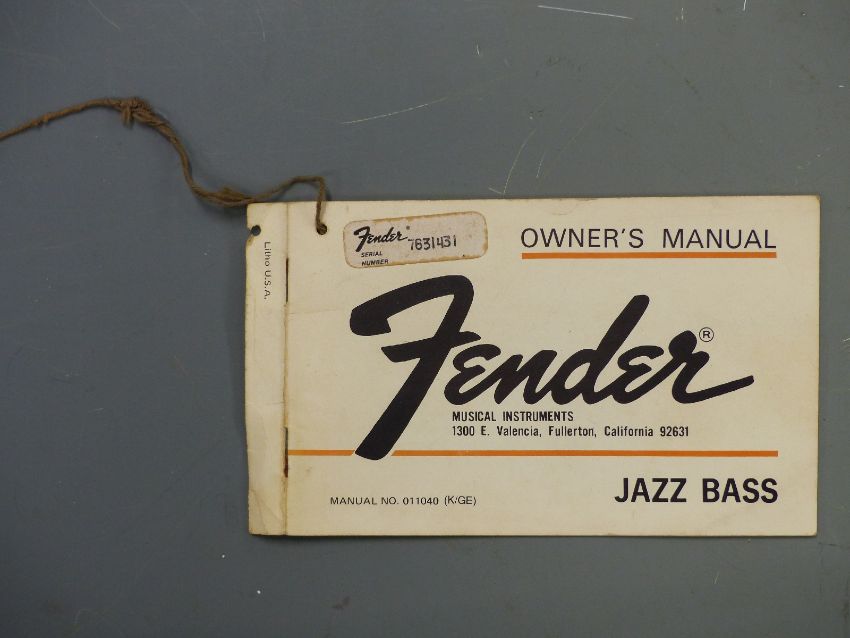 Litho U.S.A.
Fender
SERIAL
NUMBER 7631431
OWNER'S MANUAL
Fender®
MUSICAL INSTRUMENTS
1300 E. Valencia, Fullerton, California 92631
MANUAL NO. 011040 (K/GE)
JAZZ BASS